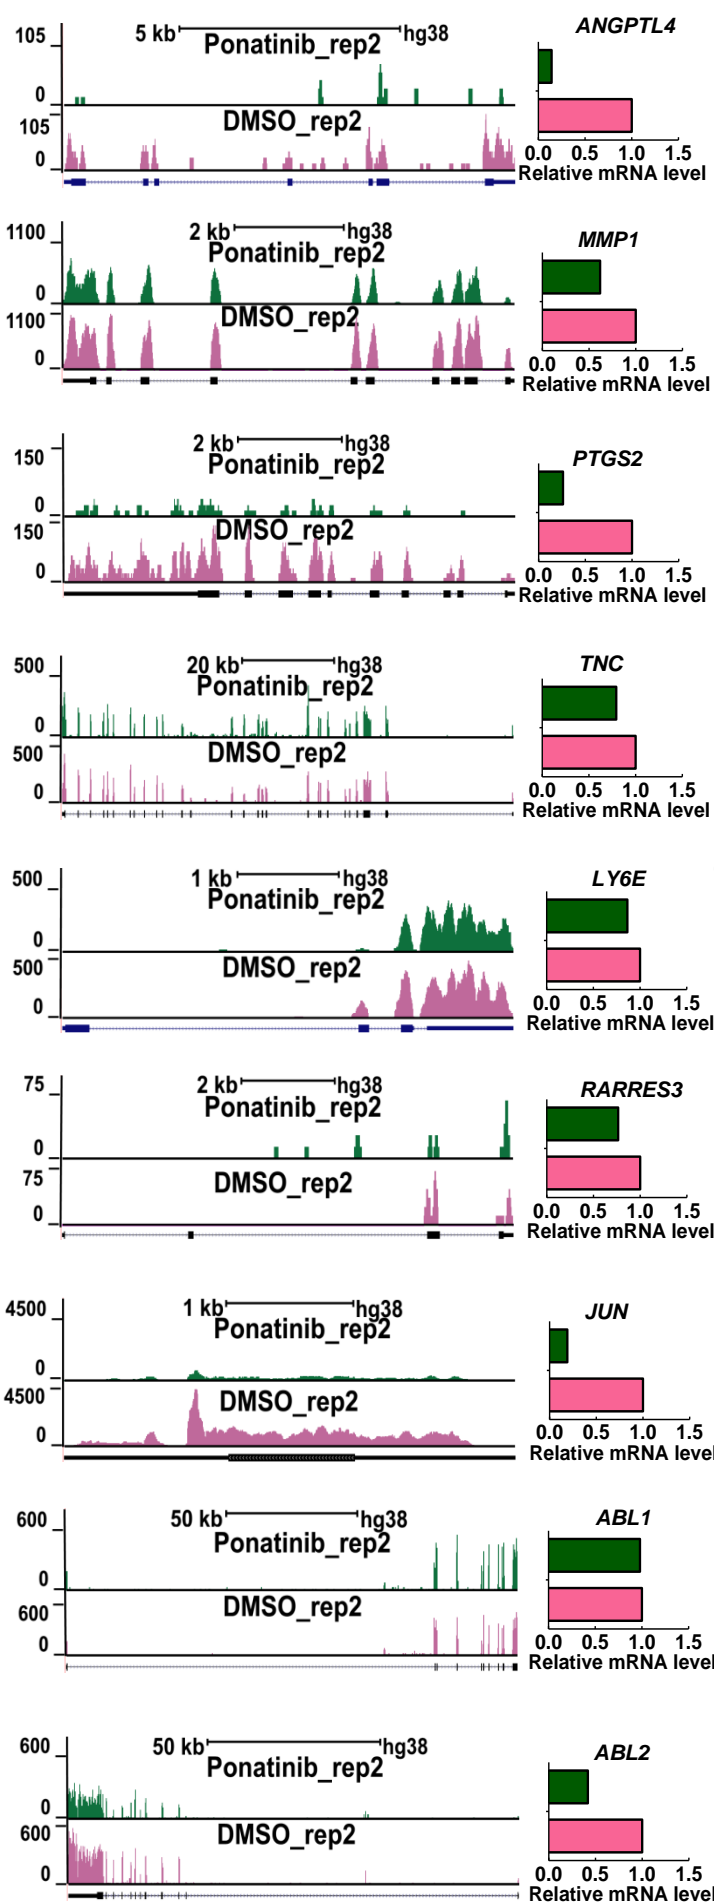 ANGPTL4
105
5 kb
hg38
Ponatinib_rep2
0
105
DMSO_rep2
0
0.0 0.5 1.0 1.5
Relative mRNA level
1100
2 kb
hg38
MMP1
Ponatinib_rep2
0
1100
DMSO_rep2
0
0.0 0.5 1.0 1.5
Relative mRNA level
150
2 kb
hg38
PTGS2
Ponatinib_rep2
0
150
DMSO_rep2
0
0.0 0.5 1.0 1.5
Relative mRNA level
500
20 kb
hg38
TNC
Ponatinib_rep2
0
500
DMSO_rep2
0
0.0 0.5 1.0 1.5
Relative mRNA level
500
1 kb
hg38
LY6E
Ponatinib_rep2
0
500
DMSO_rep2
0
0.0 0.5 1.0 1.5
Relative mRNA level
75
2 kb
hg38
RARRES3
Ponatinib_rep2
0
75
DMSO_rep2
0
0.0 0.5 1.0 1.5
Relative mRNA level
4500
1 kb
hg38
JUN
Ponatinib_rep2
0
4500
DMSO_rep2
0
0.0 0.5 1.0 1.5
Relative mRNA level
600
50 kb
hg38
ABL1
Ponatinib_rep2
0
600
DMSO_rep2
0
0.0 0.5 1.0 1.5
Relative mRNA level
600
50 kb
hg38
ABL2
Ponatinib_rep2
0
600
DMSO_rep2
0
0.0 0.5 1.0 1.5
Relative mRNA level